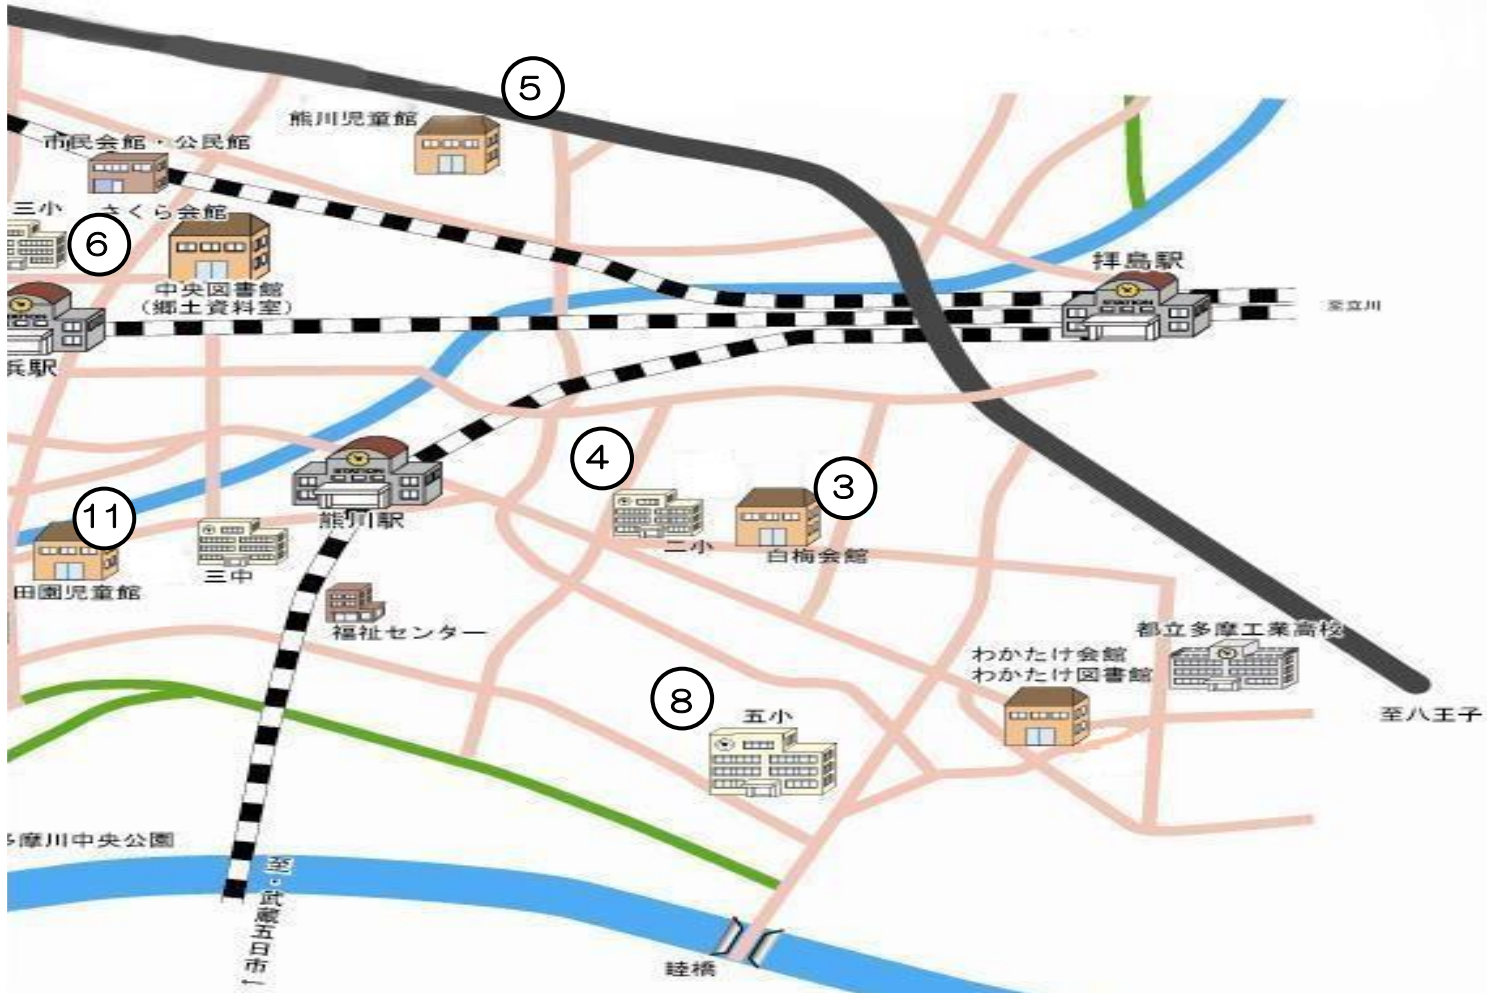 ⑤
熊川児童館
市民会館・公民館
三小
さくら会館
⑥
中央図書館
(郷土資料室)
拝島駅
STATION
至立川
浜駅
④
③
二小
白梅会館
⑪
STATION
熊川駅
三中
田園児童館
福祉センター
都立多摩工業高校
わかたけ会館
わかたけ図書館
⑧
五小
至八王子
摩川中央公園
至・武蔵五日市
睦橋